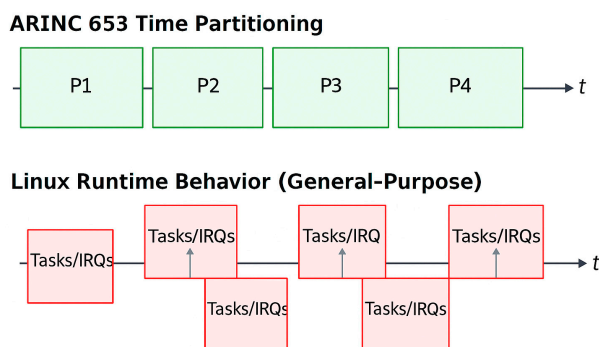 ARINC 653 Time Partitioning
P1 P2 P3 P4 t
Linux Runtime Behavior (General–Purpose)
Tasks/IRQs Tasks/IRQ Tasks/IRQs
Tasks/IRQs t
Tasks/IRQs Tasks/IRQs